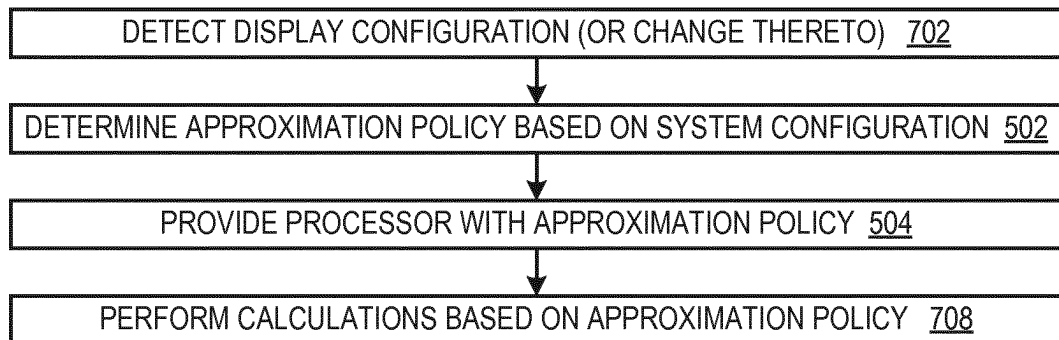 DETECT DISPLAY CONFIGURATION (OR CHANGE THERETO) 702
DETERMINE APPROXIMATION POLICY BASED ON SYSTEM CONFIGURATION 502
PROVIDE PROCESSOR WITH APPROXIMATION POLICY 504
PERFORM CALCULATIONS BASED ON APPROXIMATION POLICY 708